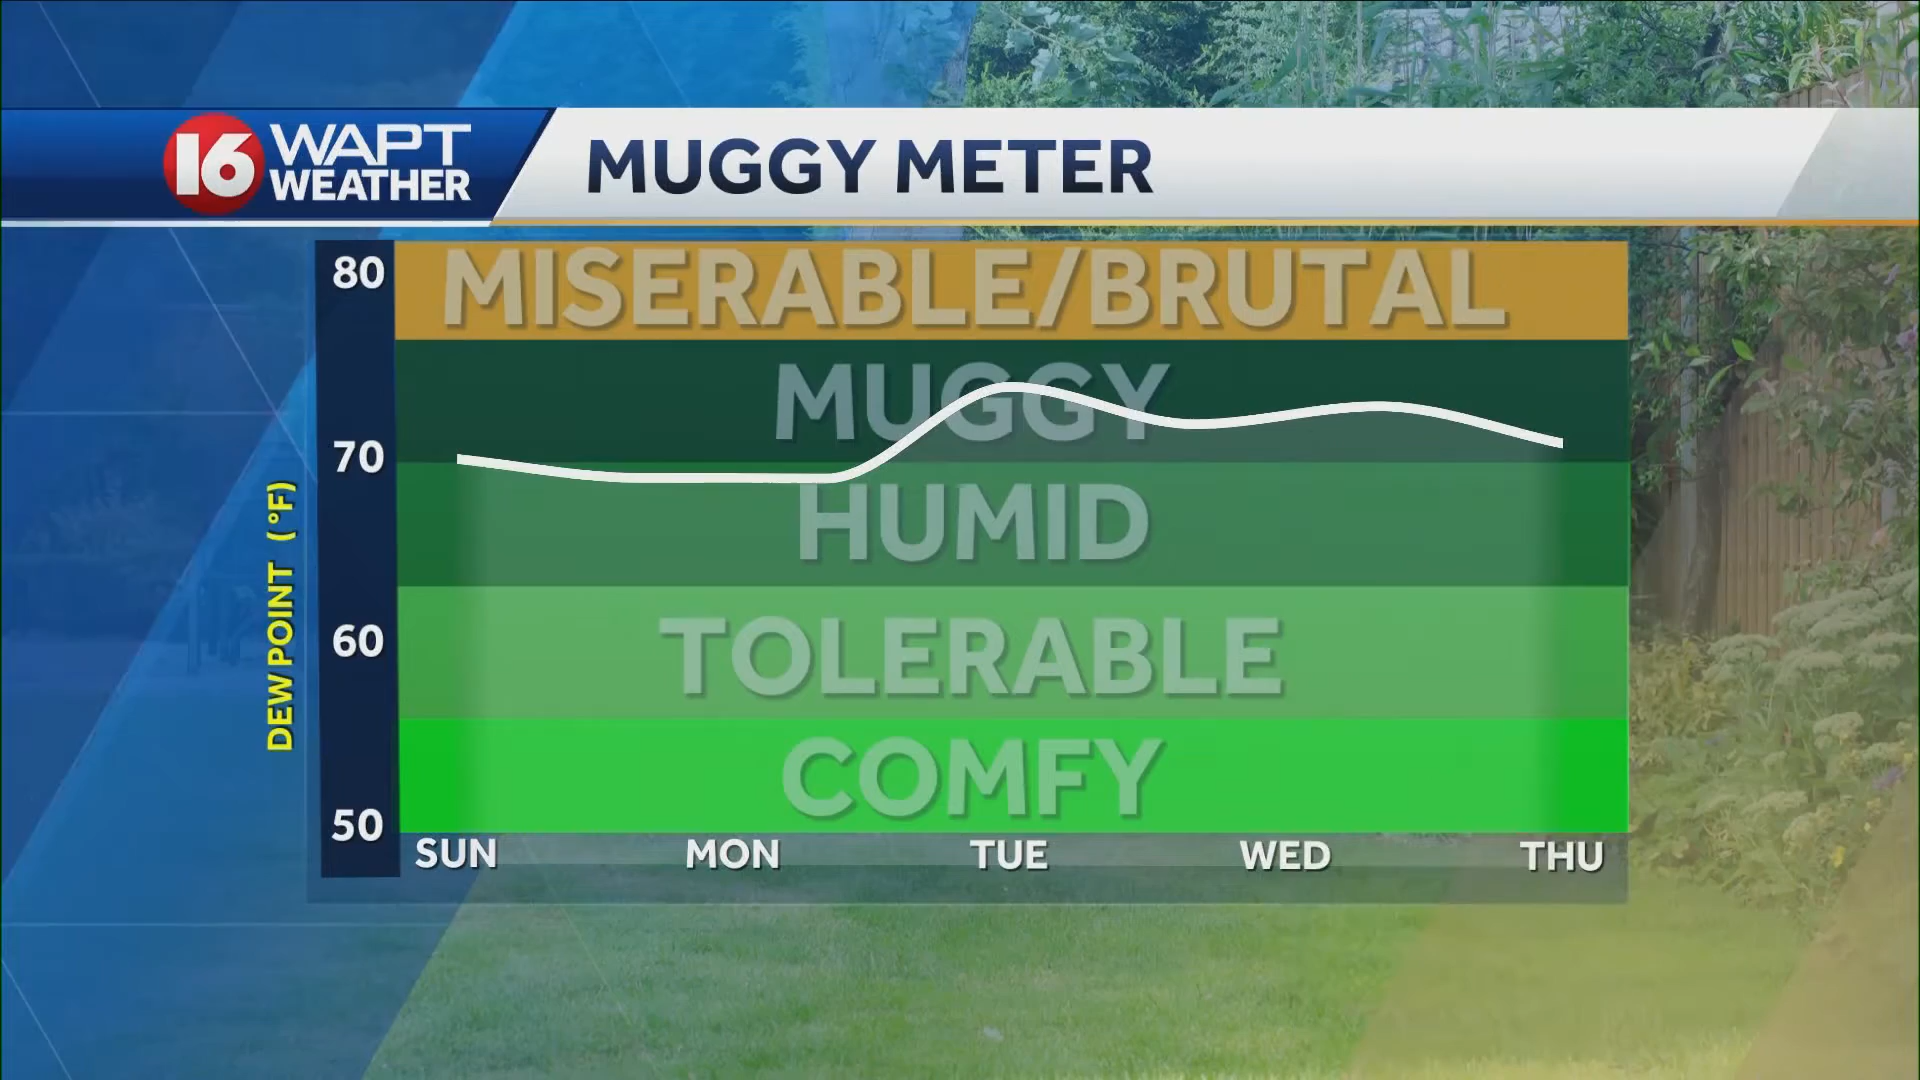 16 WAPT
WEATHER
MUGGY METER
80
MISERABLE/BRUTAL
MUGGY
70
HUMID
DEW POINT (°F)
60
TOLERABLE
COMFY
50
SUN MON TUE WED THU